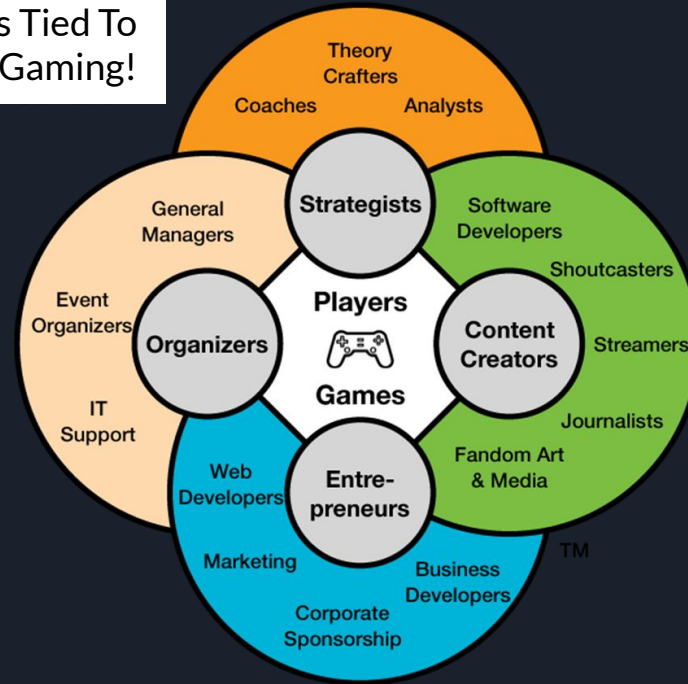 s Tied To
Gaming!
Theory
Crafters
Coaches
Analysts
Strategists
General
Managers
Software
Developers
Shoutcasters
Event
Organizers
Organizers
Players
Games
Content
Creators
Streamers
IT
Support
Journalists
Fandom Art
& Media
Web
Developers
Entre-
preneurs
Marketing
Business
Developers
Corporate
Sponsorship
TM